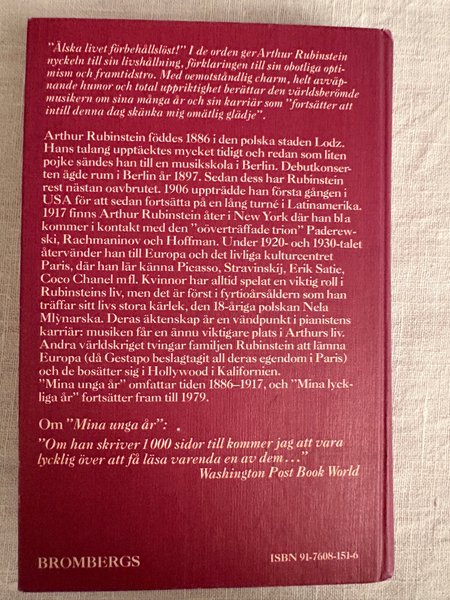 "Älska livet förbehållslöst!" I de orden ger Arthur Rubinstein
nyckeln till sin livshållning, förklaringen till sin obotliga opti-
mism och framtidstro. Med oemotståndlig charm, helt avväp-
nande humor och total uppriktighet berättar den världsberömde
musikern om sina många år och sin karriär som "fortsätter att
intill denna dag skänka mig omätlig glädje".
Arthur Rubinstein föddes 1886 i den polska staden Lodz.
Hans talang upptäcktes mycket tidigt och redan som liten
pojke sändes han till en musikskola i Berlin. Debutkonser-
ten ägde rum i Berlin år 1897. Sedan dess har Rubinstein
rest nästan oavbrutet. 1906 uppträdde han första gången i
USA för att sedan fortsätta på en lång turné i Latinamerika.
1917 finns Arthur Rubinstein åter i New York där han bl a
kommer i kontakt med den "oöverträffade trion" Paderew-
ski, Rachmaninov och Hoffman. Under 1920- och 1930-talet
återvänder han till Europa och det livliga kulturcentret
Paris, där han lär känna Picasso, Stravinskij, Erik Satie,
Coco Chanel m fl. Kvinnor har alltid spelat en viktig roll i
Rubinsteins liv, men det är först i fyrtioårsåldern som han
träffar sitt livs stora kärlek, den 18-åriga polskan Nela
Mlynarska. Deras äktenskap är en vändpunkt i pianistens
karriär: musiken får en ännu viktigare plats i Arthurs liv.
Andra världskriget tvingar familjen Rubinstein att lämna
Europa (då Gestapo beslagtagit all deras egendom i Paris)
och de bosätter sig i Hollywood i Kalifornien.
"Mina unga år" omfattar tiden 1886–1917, och "Mina lyck-
liga år" fortsätter fram till 1979.
Om "Mina unga år":
"Om han skriver 1000 sidor till kommer jag att vara
lycklig över att få läsa varenda en av dem..."
Washington Post Book World
BROMBERGS
ISBN 91-7608-151-6